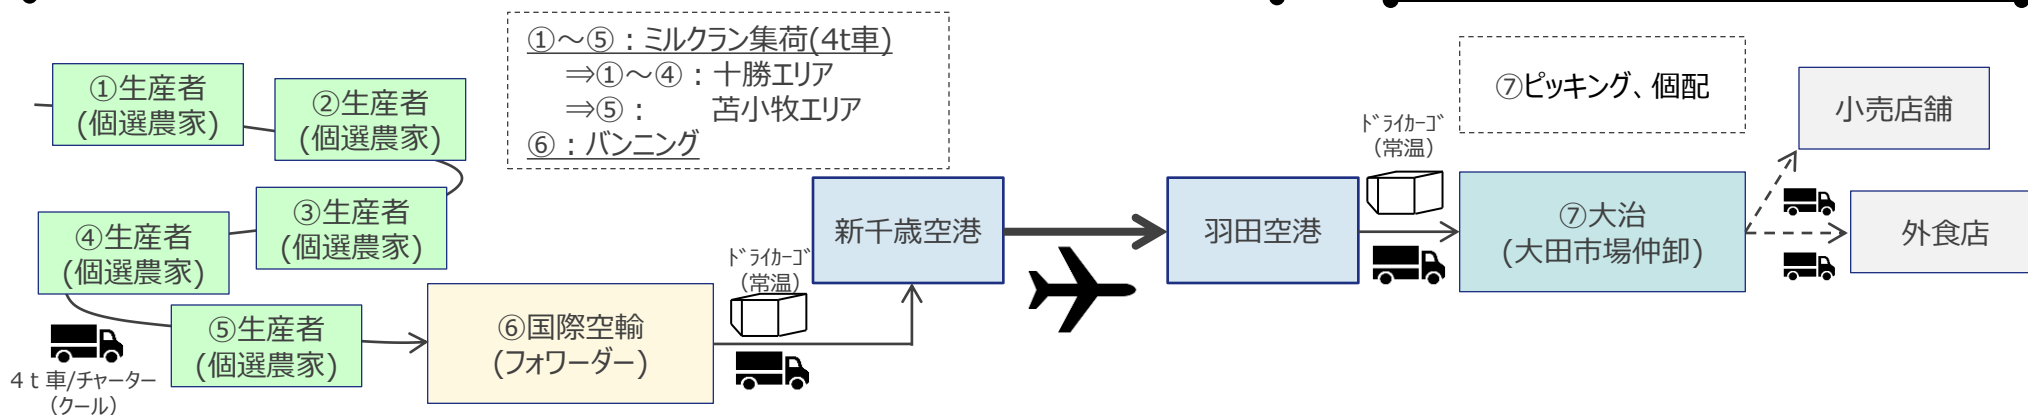 ①～⑤：ミルクラン集荷(4t車)
⇒①～④：十勝エリア
⇒⑤：　　苫小牧エリア
⑥：バンニング
①生産者
(個選農家)
②生産者
(個選農家)
③生産者
(個選農家)
④生産者
(個選農家)
⑤生産者
(個選農家)
4ｔ車/チャーター
（クール）
⑥国際空輸
(フォワーダー)
ﾄﾞﾗｲｶｰｺﾞ
（常温）
新千歳空港
羽田空港
ﾄﾞﾗｲｶｰｺﾞ
（常温）
⑦ピッキング、個配
⑦大治
(大田市場仲卸)
小売店舗
外食店